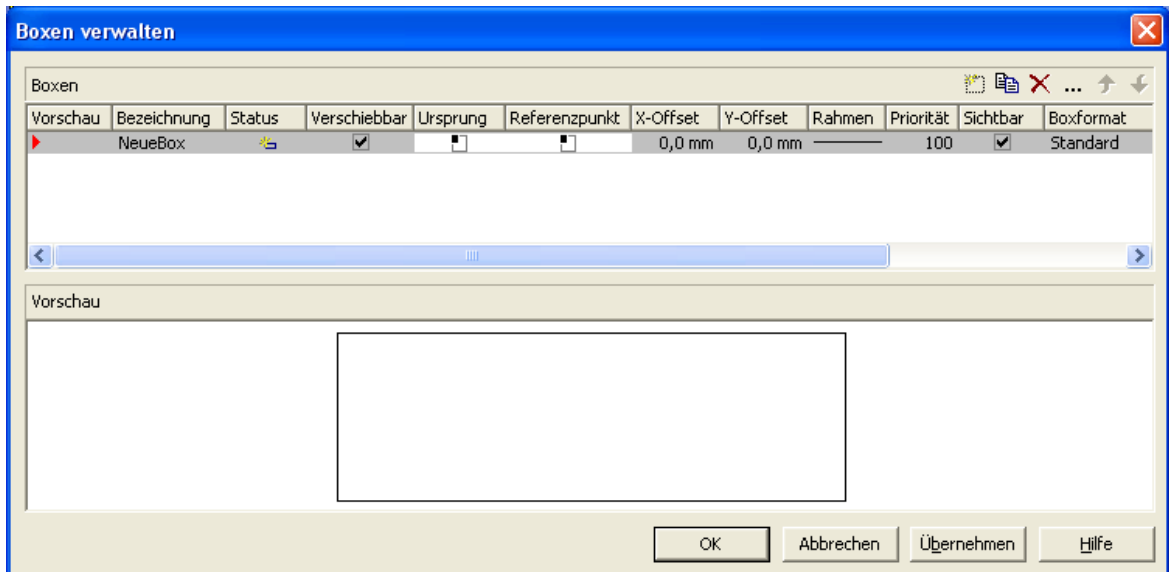 Boxen verwalten
Boxen ...
Vorschau Bezeichnung Status Verschiebbar Ursprung Referenzpunkt X-Offset Y-Offset Rahmen Priorität Sichtbar Boxformat
NeueBox 0,0 mm 0,0 mm 100 Standard
Vorschau
OK Abbrechen Übernehmen Hilfe